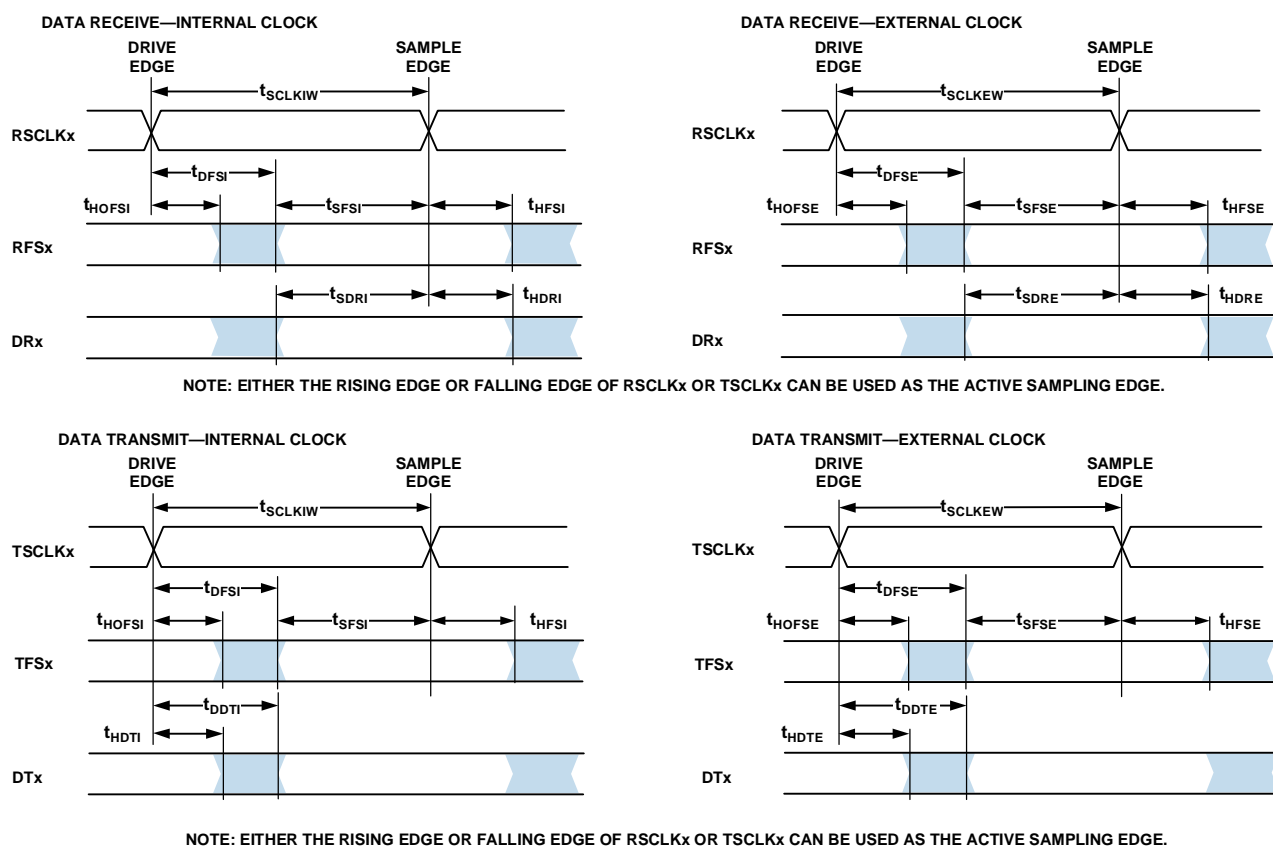 DATA RECEIVE—INTERNAL CLOCK
DRIVE
EDGE
SAMPLE
EDGE
tSCLKIW
RSCLKx
tDFSI
tHOFSI
tSFSI
tHFSI
RFSx
tSDRI
tHDRI
DRx
DATA RECEIVE—EXTERNAL CLOCK
DRIVE
EDGE
SAMPLE
EDGE
tSCLKEW
RSCLKx
tDFSE
tHOFSE
tSFSE
tHFSE
RFSx
tSDRE
tHDRE
DRx
NOTE: EITHER THE RISING EDGE OR FALLING EDGE OF RSCLKx OR TSCLKx CAN BE USED AS THE ACTIVE SAMPLING EDGE.
DATA TRANSMIT—INTERNAL CLOCK
DRIVE
EDGE
SAMPLE
EDGE
tSCLKIW
TSCLKx
tDFSI
tHOFSI
tSFSI
tHFSI
TFSx
tDDTI
tHDTI
DTx
DATA TRANSMIT—EXTERNAL CLOCK
DRIVE
EDGE
SAMPLE
EDGE
tSCLKEW
TSCLKx
tDFSE
tHOFSE
tSFSE
tHFSE
TFSx
tDDTE
tHDTE
DTx
NOTE: EITHER THE RISING EDGE OR FALLING EDGE OF RSCLKx OR TSCLKx CAN BE USED AS THE ACTIVE SAMPLING EDGE.